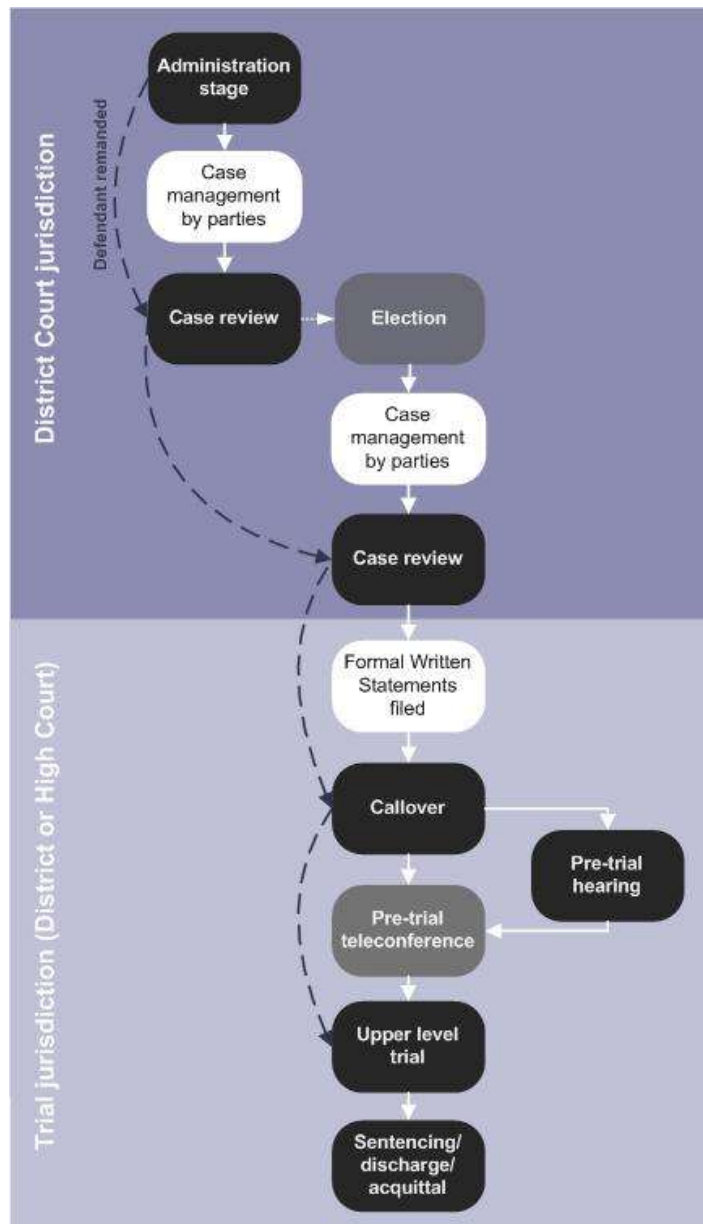 District Court jurisdiction
Administration
stage
Defendant remanded
Case
management
by parties
Case review
Election
Case
management
by parties
Case review
Trial jurisdiction (District or High Court)
Formal Written
Statements
filed
Callover
Pre-trial
hearing
Pre-trial
teleconference
Upper level
trial
Sentencing/
discharge/
acquittal